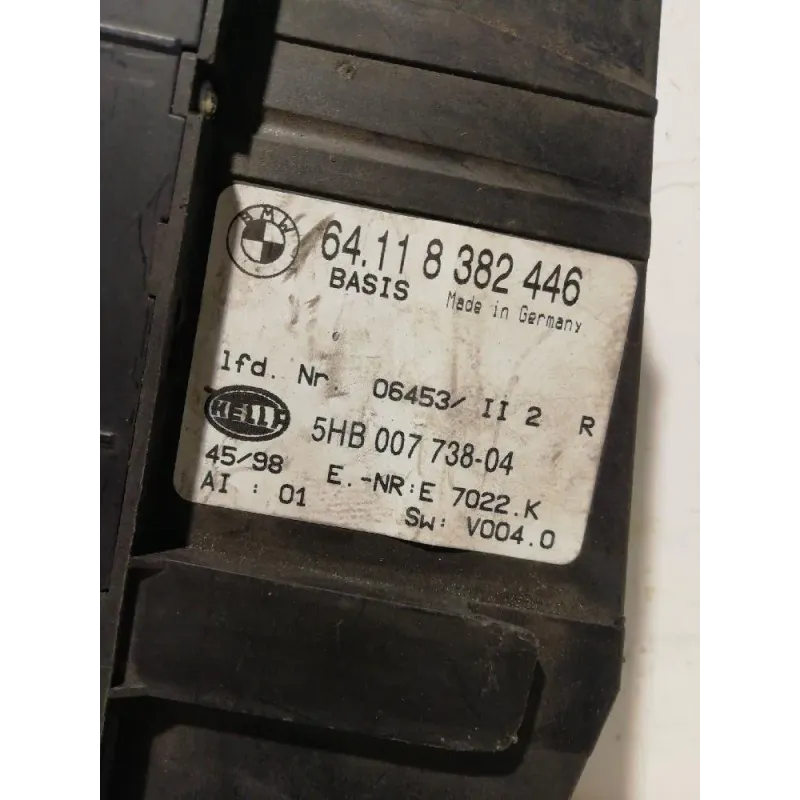 BMW
64.11 8 382 446
BASIS Made in Germany
lfd. Nr. 06453/ II 2 R
HELLA
5HB 007 738-04
45/98 E.-NR:E 7022.K
AI : 01 SW: V004.0